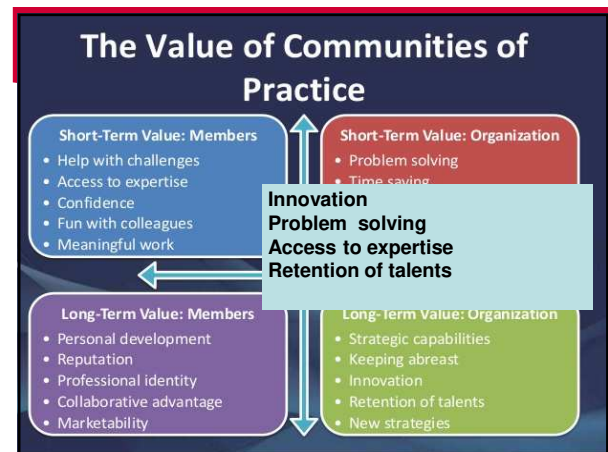 The Value of Communities of
Practice
Short-Term Value: Members
• Help with challenges
• Access to expertise
• Confidence
• Fun with colleagues
• Meaningful work
Short-Term Value: Organization
• Problem solving
• Time saving
Innovation
Problem solving
Access to expertise
Retention of talents
Long-Term Value: Members
• Personal development
• Reputation
• Professional identity
• Collaborative advantage
• Marketability
Long-Term Value: Organization
• Strategic capabilities
• Keeping abreast
• Innovation
• Retention of talents
• New strategies